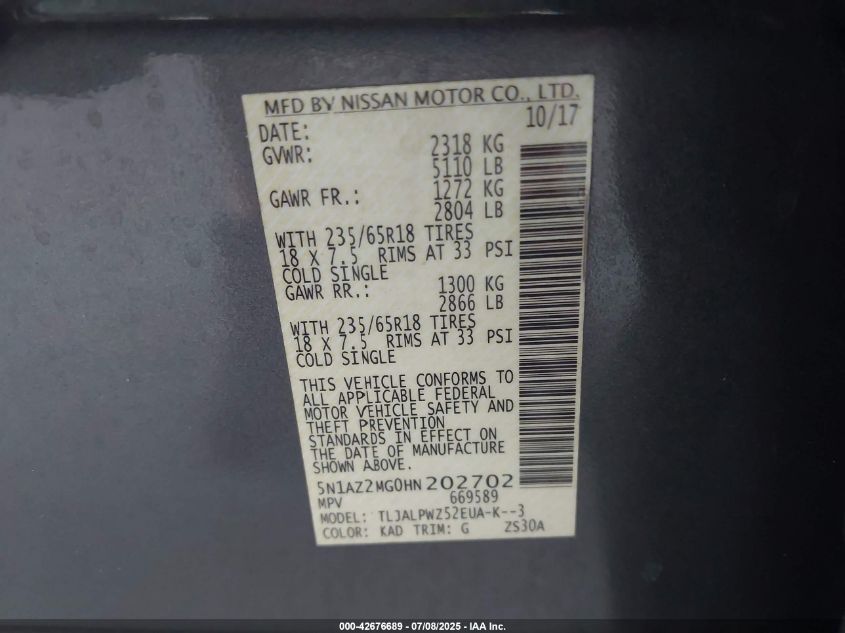 MFD BY NISSAN MOTOR CO., LTD.
DATE: 10/17
GVWR: 2318 KG
5110 LB
GAWR FR.: 1272 KG
2804 LB
WITH 235/65R18 TIRES
18 X 7.5 RIMS AT 33 PSI
COLD SINGLE
GAWR RR.: 1300 KG
2866 LB
WITH 235/65R18 TIRES
18 X 7.5 RIMS AT 33 PSI
COLD SINGLE
THIS VEHICLE CONFORMS TO
ALL APPLICABLE FEDERAL
MOTOR VEHICLE SAFETY AND
THEFT PREVENTION
STANDARDS IN EFFECT ON
THE DATE OF MANUFACTURE
SHOWN ABOVE.
5N1AZ2MG0HN202702
MPV 669589
MODEL: TLJALPWZ52EUA-K--3
COLOR: KAD TRIM: G ZS30A
000-42676689 - 07/08/2025 - IAA Inc.